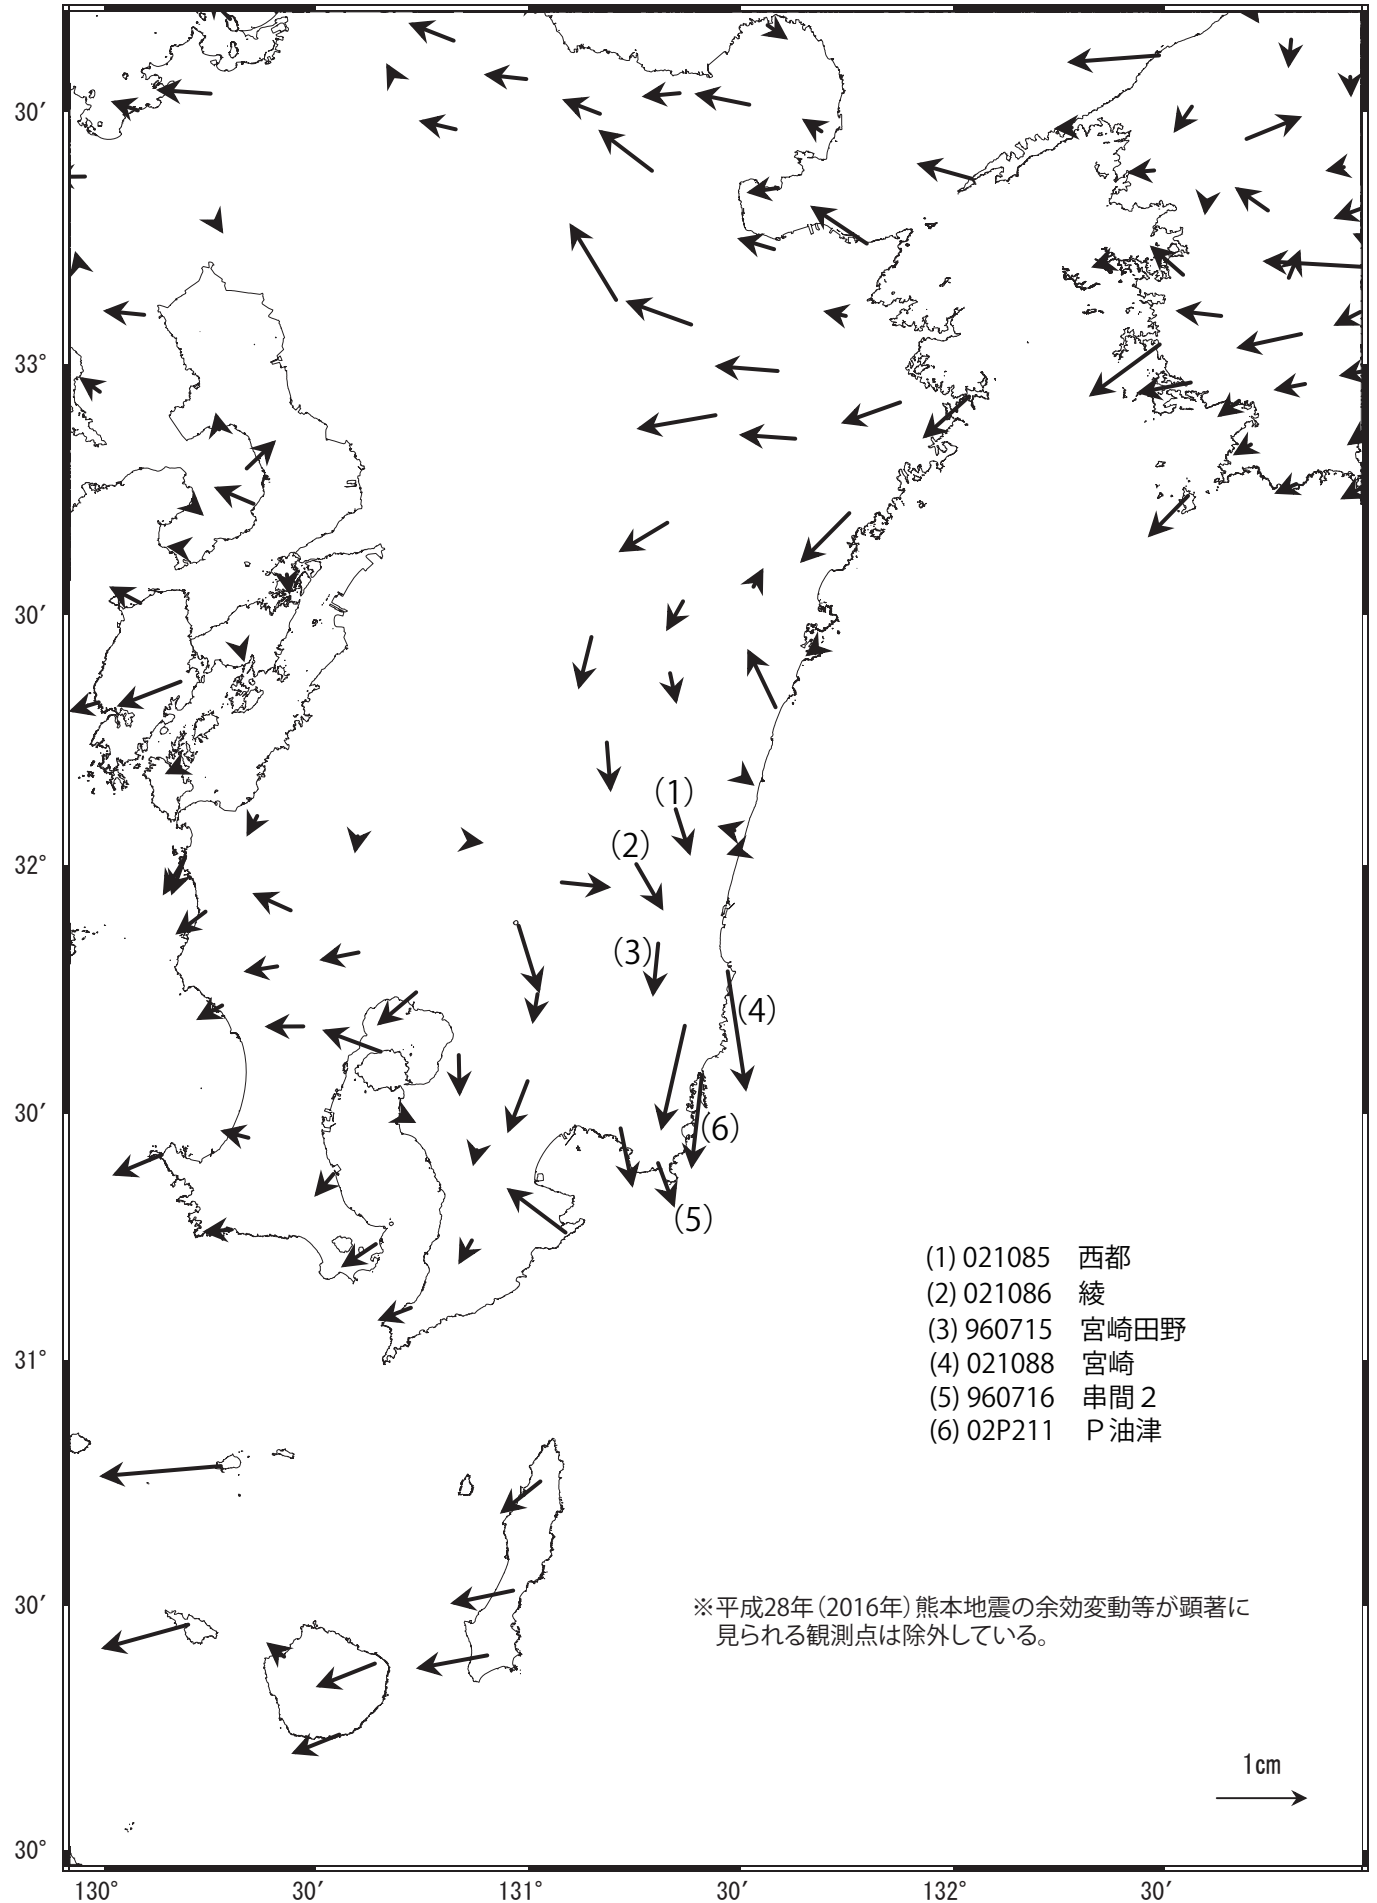 30′
33°
30′
32°
30′
31°
30′
30°
130°
30′
131°
30′
132°
30′
(1)
(2)
(3)
(4)
(6)
(5)
(1) 021085 西都
(2) 021086 綾
(3) 960715 宮崎田野
(4) 021088 宮崎
(5) 960716 串間２
(6) 02P211 Ｐ油津
※平成28年（2016年）熊本地震の余効変動等が顕著に
見られる観測点は除外している。
1cm